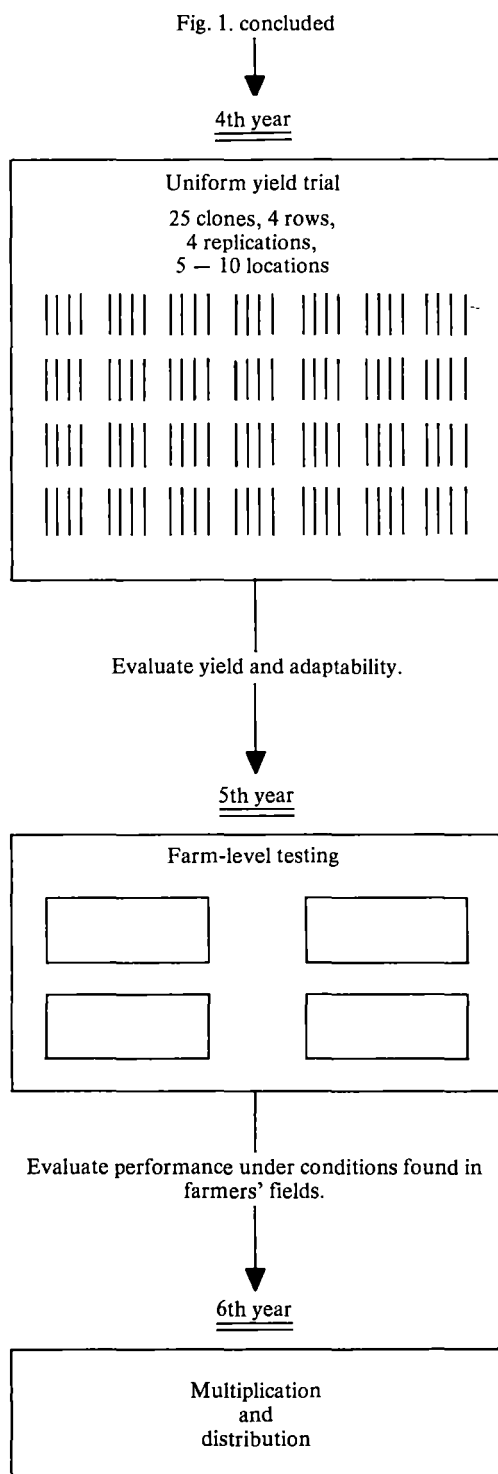 Fig. 1. concluded
4th year
Uniform yield trial
25 clones, 4 rows,
4 replications,
5 — 10 locations
Evaluate yield and adaptability.
5th year
Farm-level testing
Evaluate performance under conditions found in
farmers' fields.
6th year
Multiplication
and
distribution